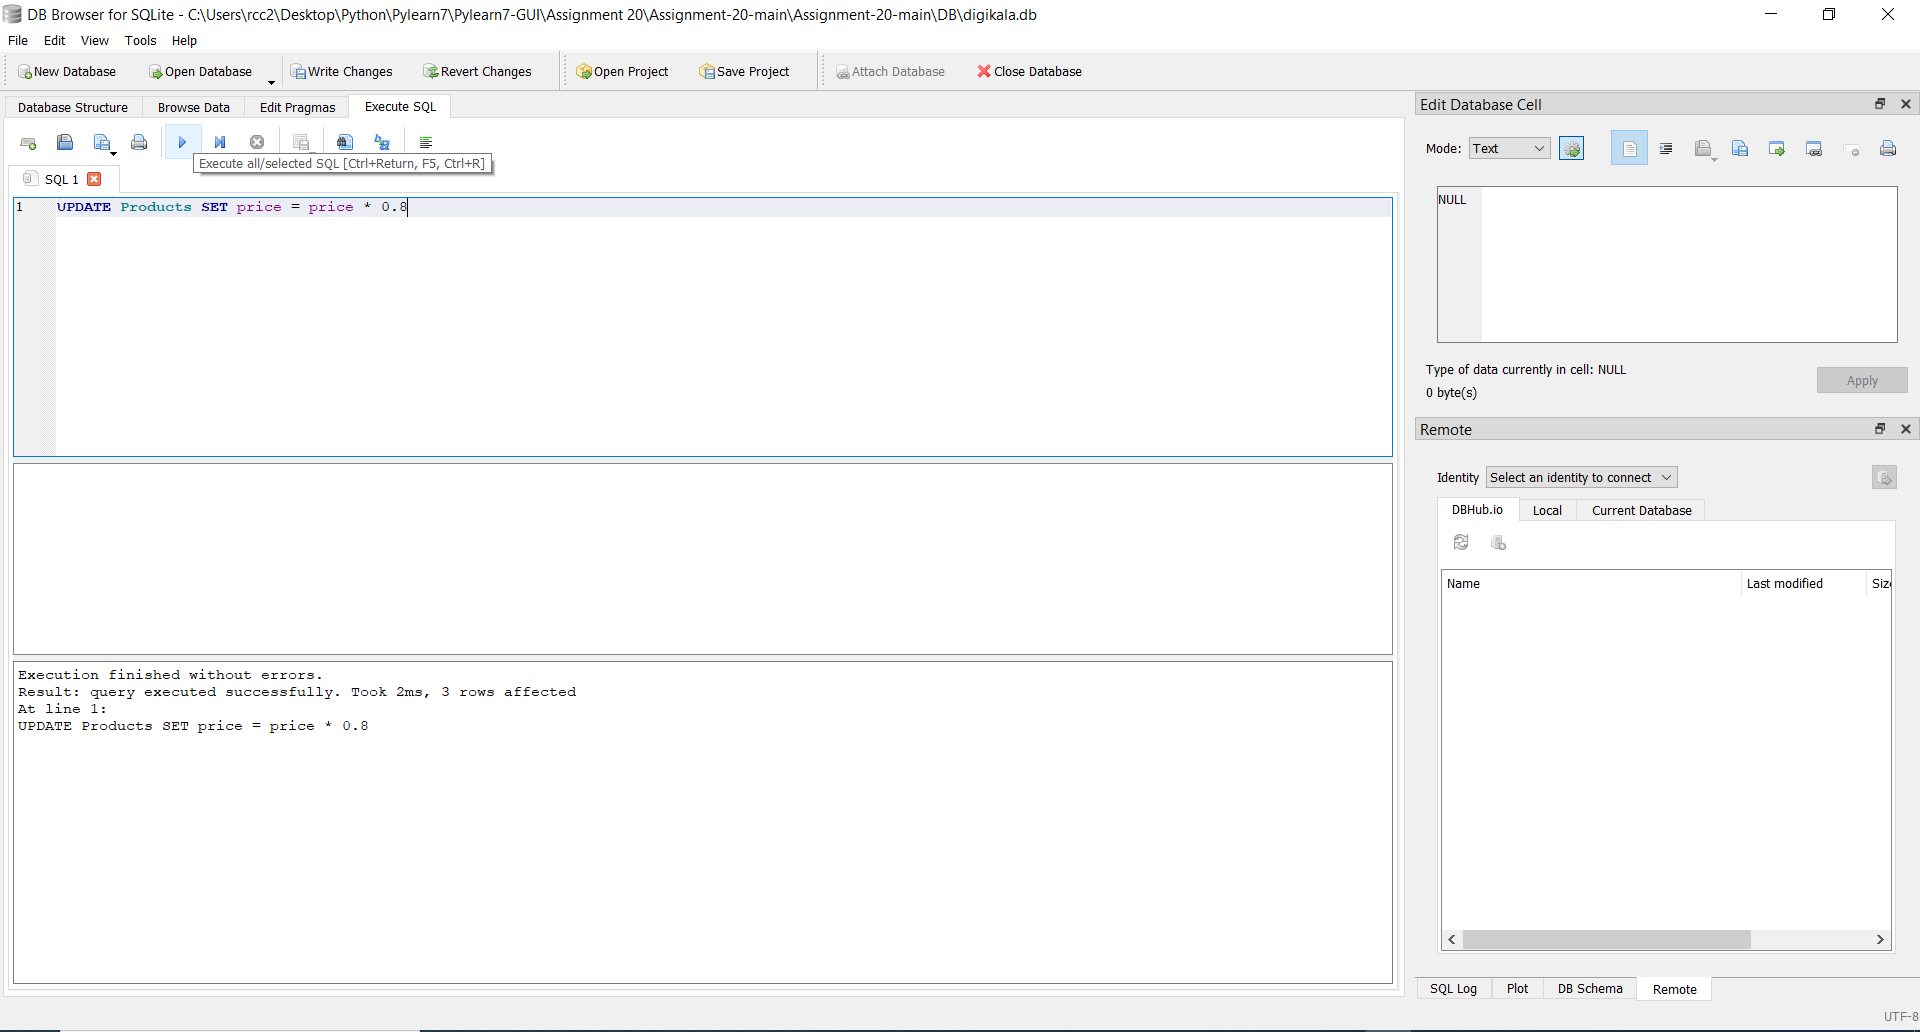 DB Browser for SQLite - C:\Users\rcc2\Desktop\Python\Pylearn7\Pylearn7-GUI\Assignment 20\Assignment-20-main\Assignment-20-main\DB\digikala.db
File Edit View Tools Help
New Database Open Database Write Changes Revert Changes Open Project Save Project Attach Database Close Database
Database Structure Browse Data Edit Pragmas Execute SQL
Execute all/selected SQL [Ctrl+Return, F5, Ctrl+R]
SQL 1
1 UPDATE Products SET price = price * 0.8
Execution finished without errors.
Result: query executed successfully. Took 2ms, 3 rows affected
At line 1:
UPDATE Products SET price = price * 0.8
Edit Database Cell
Mode: Text
NULL
Type of data currently in cell: NULL
0 byte(s)
Apply
Remote
Identity Select an identity to connect
DBHub.io Local Current Database
Name Last modified Size
SQL Log Plot DB Schema Remote
UTF-8